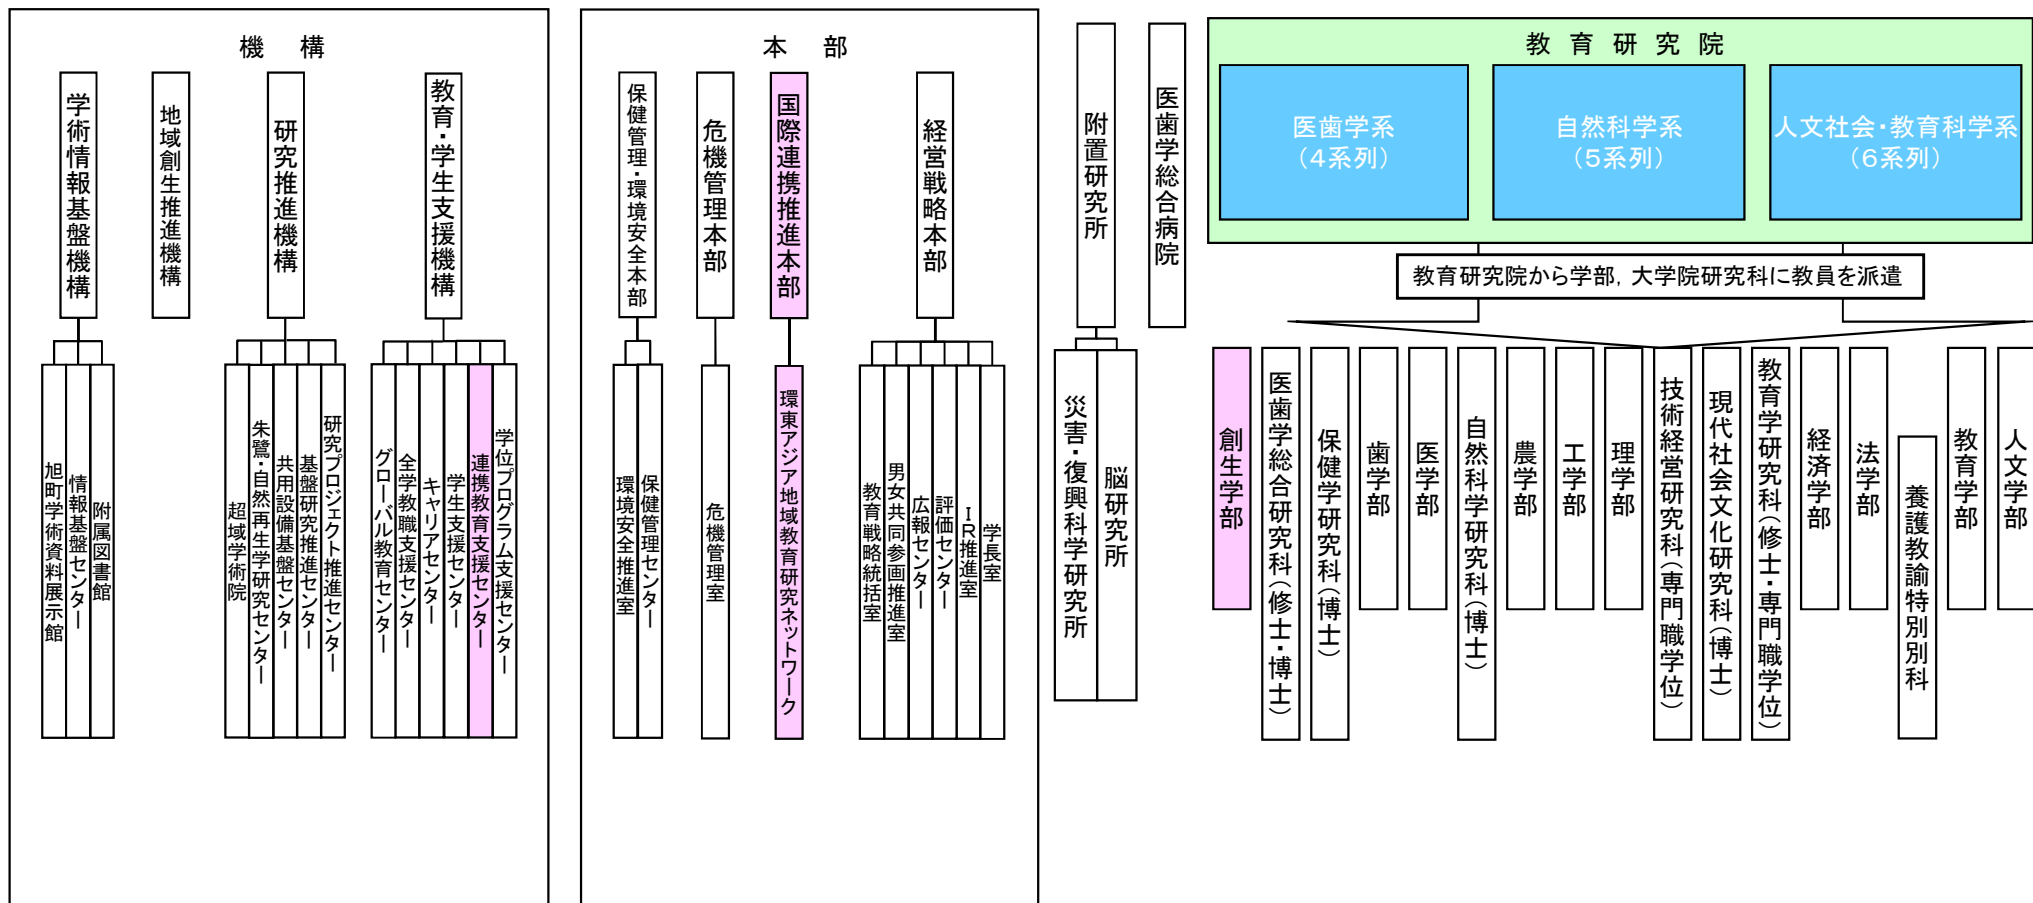 機　構
学術情報基盤機構
地域創生推進機構
研究推進機構
教育・学生支援機構
旭町学術資料展示館
情報基盤センター
附属図書館
超域学術院
朱鷺・自然再生学研究センター
共用設備基盤センター
基盤研究推進センター
研究プロジェクト推進センター
グローバル教育センター
全学教職支援センター
キャリアセンター
学生支援センター
連携教育支援センター
学位プログラム支援センター
本　部
保健管理・環境安全本部
危機管理本部
国際連携推進本部
経営戦略本部
環境安全推進室
保健管理センター
危機管理室
環東アジア地域教育研究ネットワーク
教育戦略統括室
男女共同参画推進室
広報センター
評価センター
ＩＲ推進室
学長室
附置研究所
災害・復興科学研究所
脳研究所
医歯学総合病院
教　育　研　究　院
医歯学系
（4系列）
自然科学系
（5系列）
人文社会・教育科学系
（6系列）
教育研究院から学部, 大学院研究科に教員を派遣
創生学部
医歯学総合研究科（修士・博士）
保健学研究科（博士）
歯学部
医学部
自然科学研究科（博士）
農学部
工学部
理学部
技術経営研究科（専門職学位）
現代社会文化研究科（博士）
教育学研究科（修士・専門職学位）
経済学部
法学部
養護教諭特別別科
教育学部
人文学部